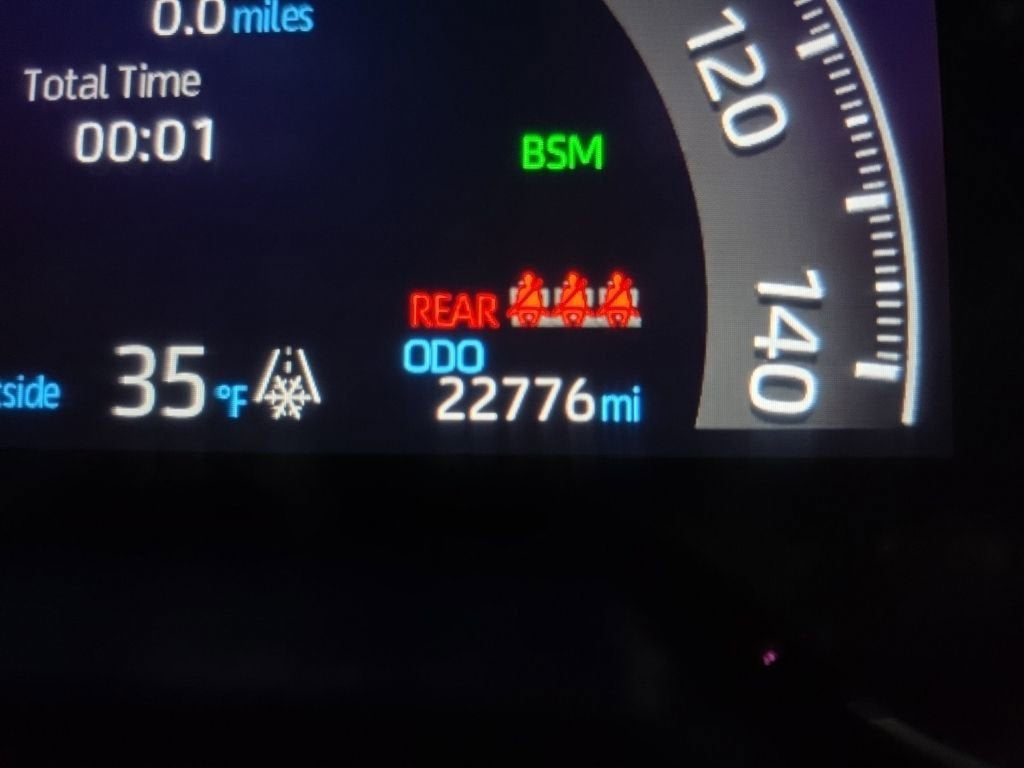 0.0 miles
Total Time
00:01
BSM
REAR
ODO
22776 mi
35 °F
120
140